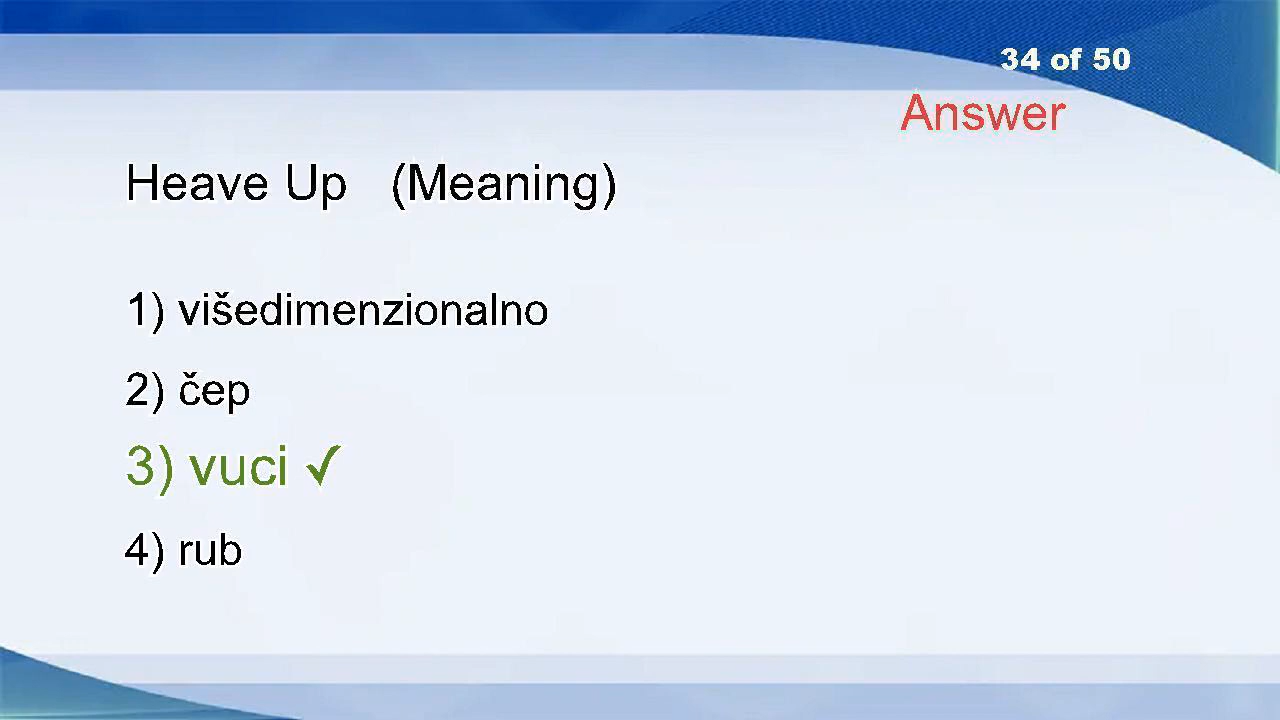 34 of 50
Answer
Heave Up (Meaning)
1) višedimenzionalno
2) čep
3) vuci ✓
4) rub